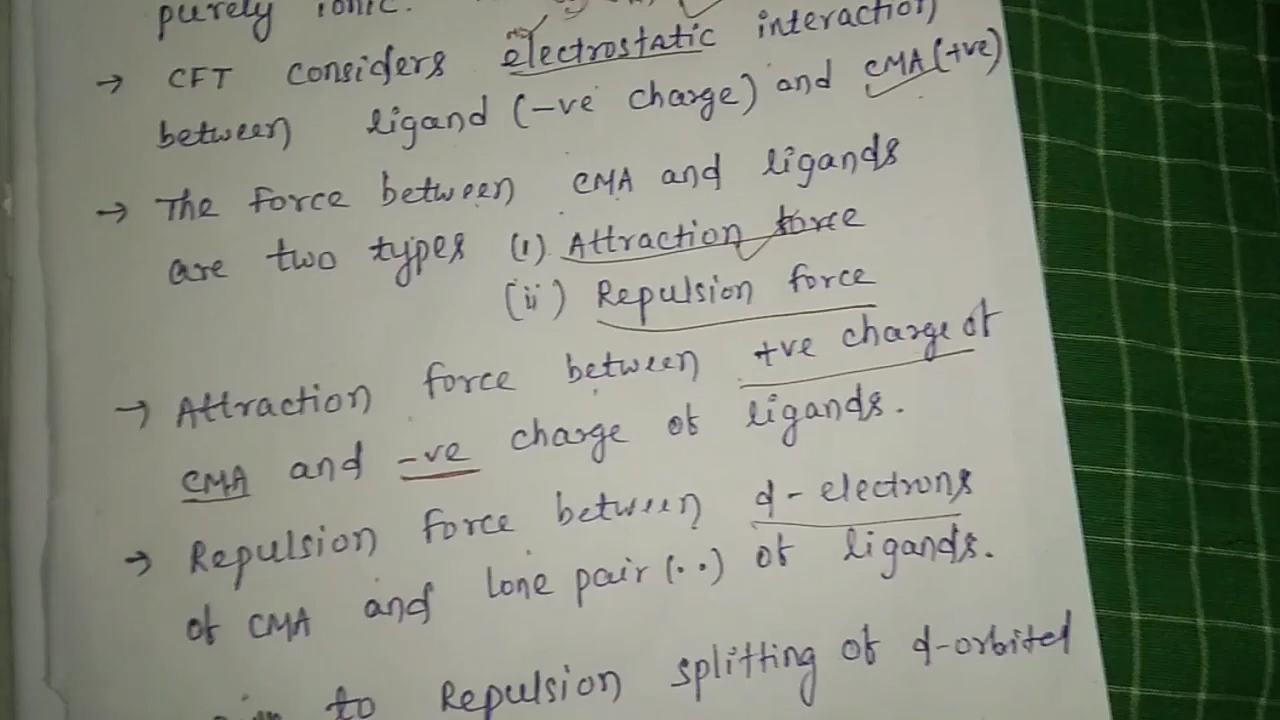 purely ionic.
→ CFT considers electrostatic interaction
between ligand (-ve charge) and CMA (+ve)
→ The force between CMA and ligands
are two types (i) Attraction force
(ii) Repulsion force
→ Attraction force between +ve charge of
CMA and -ve charge of ligands.
→ Repulsion force between d-electrons
of CMA and lone pair (..) of ligands.
to Repulsion splitting of d-orbital